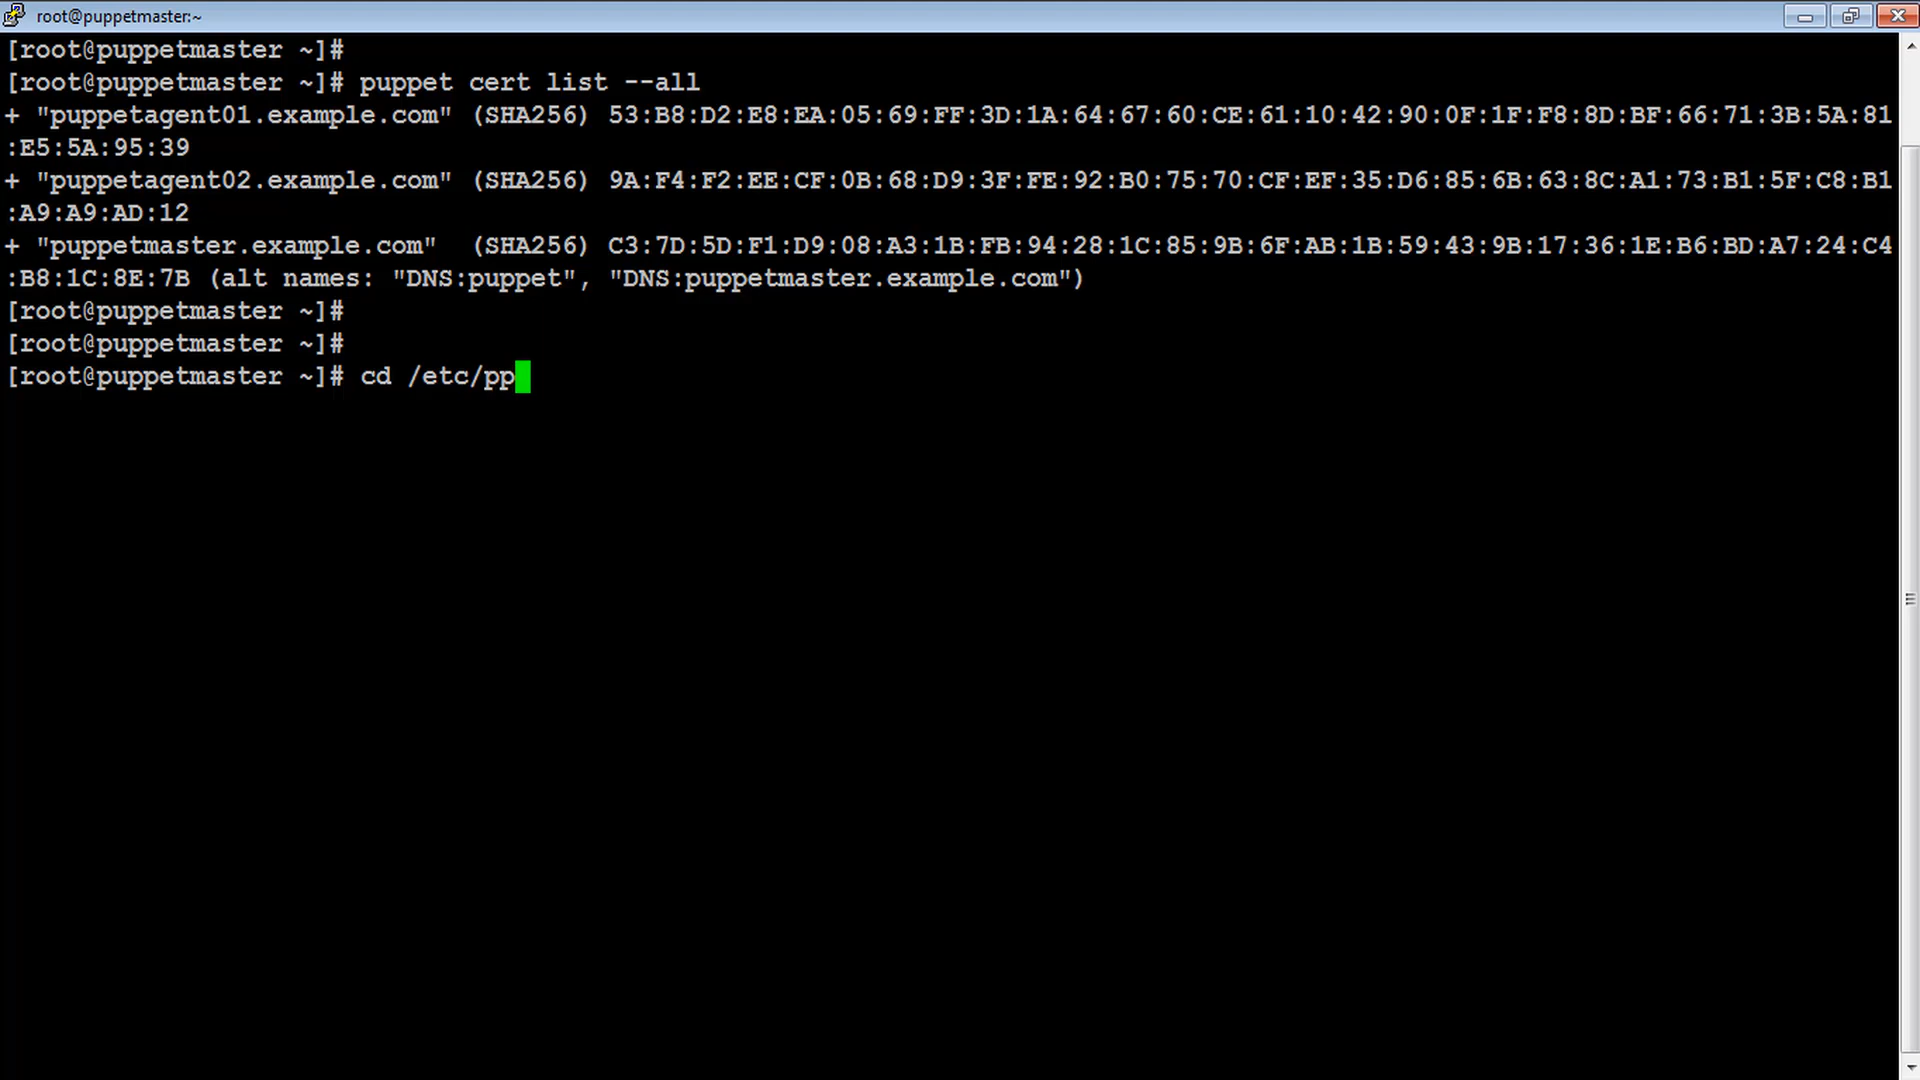 root@puppetmaster:~
[root@puppetmaster ~]#
[root@puppetmaster ~]# puppet cert list --all
+ "puppetagent01.example.com" (SHA256) 53:B8:D2:E8:EA:05:69:FF:3D:1A:64:67:60:CE:61:10:42:90:0F:1F:F8:8D:BF:66:71:3B:5A:81
:E5:5A:95:39
+ "puppetagent02.example.com" (SHA256) 9A:F4:F2:EE:CF:0B:68:D9:3F:FE:92:B0:75:70:CF:EF:35:D6:85:6B:63:8C:A1:73:B1:5F:C8:B1
:A9:A9:AD:12
+ "puppetmaster.example.com"  (SHA256) C3:7D:5D:F1:D9:08:A3:1B:FB:94:28:1C:85:9B:6F:AB:1B:59:43:9B:17:36:1E:B6:BD:A7:24:C4
:B8:1C:8E:7B (alt names: "DNS:puppet", "DNS:puppetmaster.example.com")
[root@puppetmaster ~]#
[root@puppetmaster ~]#
[root@puppetmaster ~]# cd /etc/pp